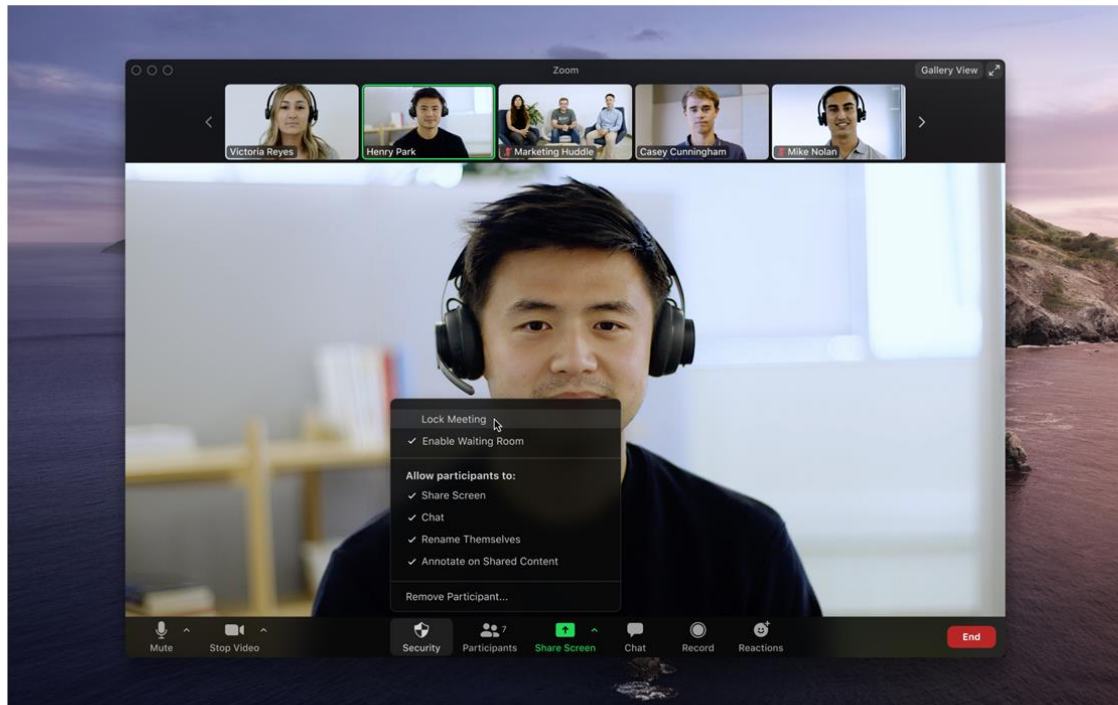 Zoom
Gallery View
Victoria Reyes
Henry Park
Marketing Huddle
Casey Cunningham
Mike Nolan
Lock Meeting
Enable Waiting Room
Allow participants to:
Share Screen
Chat
Rename Themselves
Annotate on Shared Content
Remove Participant...
Mute
Stop Video
Security
7
Participants
Share Screen
Chat
Record
Reactions
End